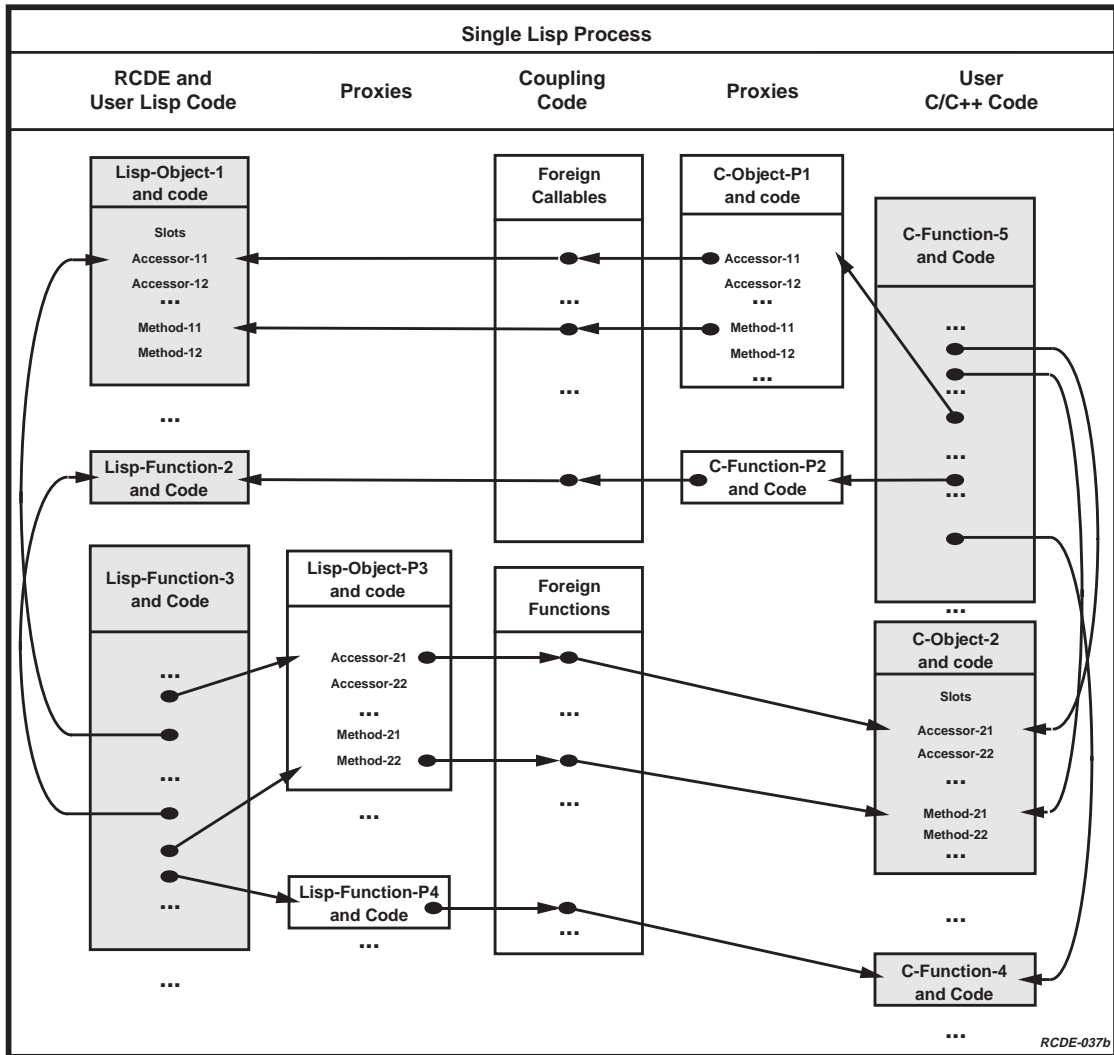 Single Lisp Process
RCDE and
User Lisp Code
Proxies
Coupling
Code
Proxies
User
C/C++ Code
Lisp-Object-1
and code
Slots
Accessor-11
Accessor-12
...
Method-11
Method-12
...
Lisp-Function-2
and Code
Lisp-Function-3
and Code
...
...
...
...
Lisp-Object-P3
and code
Accessor-21
Accessor-22
...
Method-21
Method-22
...
Lisp-Function-P4
and Code
...
Foreign
Callables
...
...
Foreign
Functions
...
...
...
C-Object-P1
and code
Accessor-11
Accessor-12
...
Method-11
Method-12
...
C-Function-P2
and Code
C-Function-5
and Code
...
...
...
...
...
C-Object-2
and code
Slots
Accessor-21
Accessor-22
...
Method-21
Method-22
...
...
C-Function-4
and Code
...
RCDE-037b